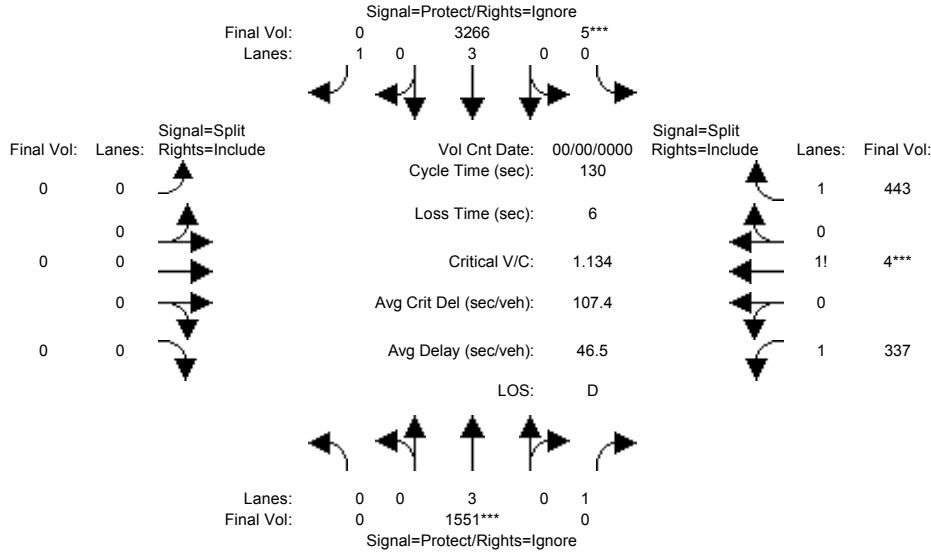 Signal=Protect/Rights=Ignore
Final Vol: 0 3266 5***
Lanes: 1 0 3 0 0
Signal=Split Signal=Split
Final Vol: Lanes: Rights=Include Vol Cnt Date: 00/00/0000 Rights=Include Lanes: Final Vol:
Cycle Time (sec): 130
0 0 1 443
Loss Time (sec): 6
0 0
0 0 Critical V/C: 1.134 1! 4***
0 Avg Crit Del (sec/veh): 107.4 0
0 0 Avg Delay (sec/veh): 46.5 1 337
LOS: D
Lanes: 0 0 3 0 1
Final Vol: 0 1551*** 0
Signal=Protect/Rights=Ignore